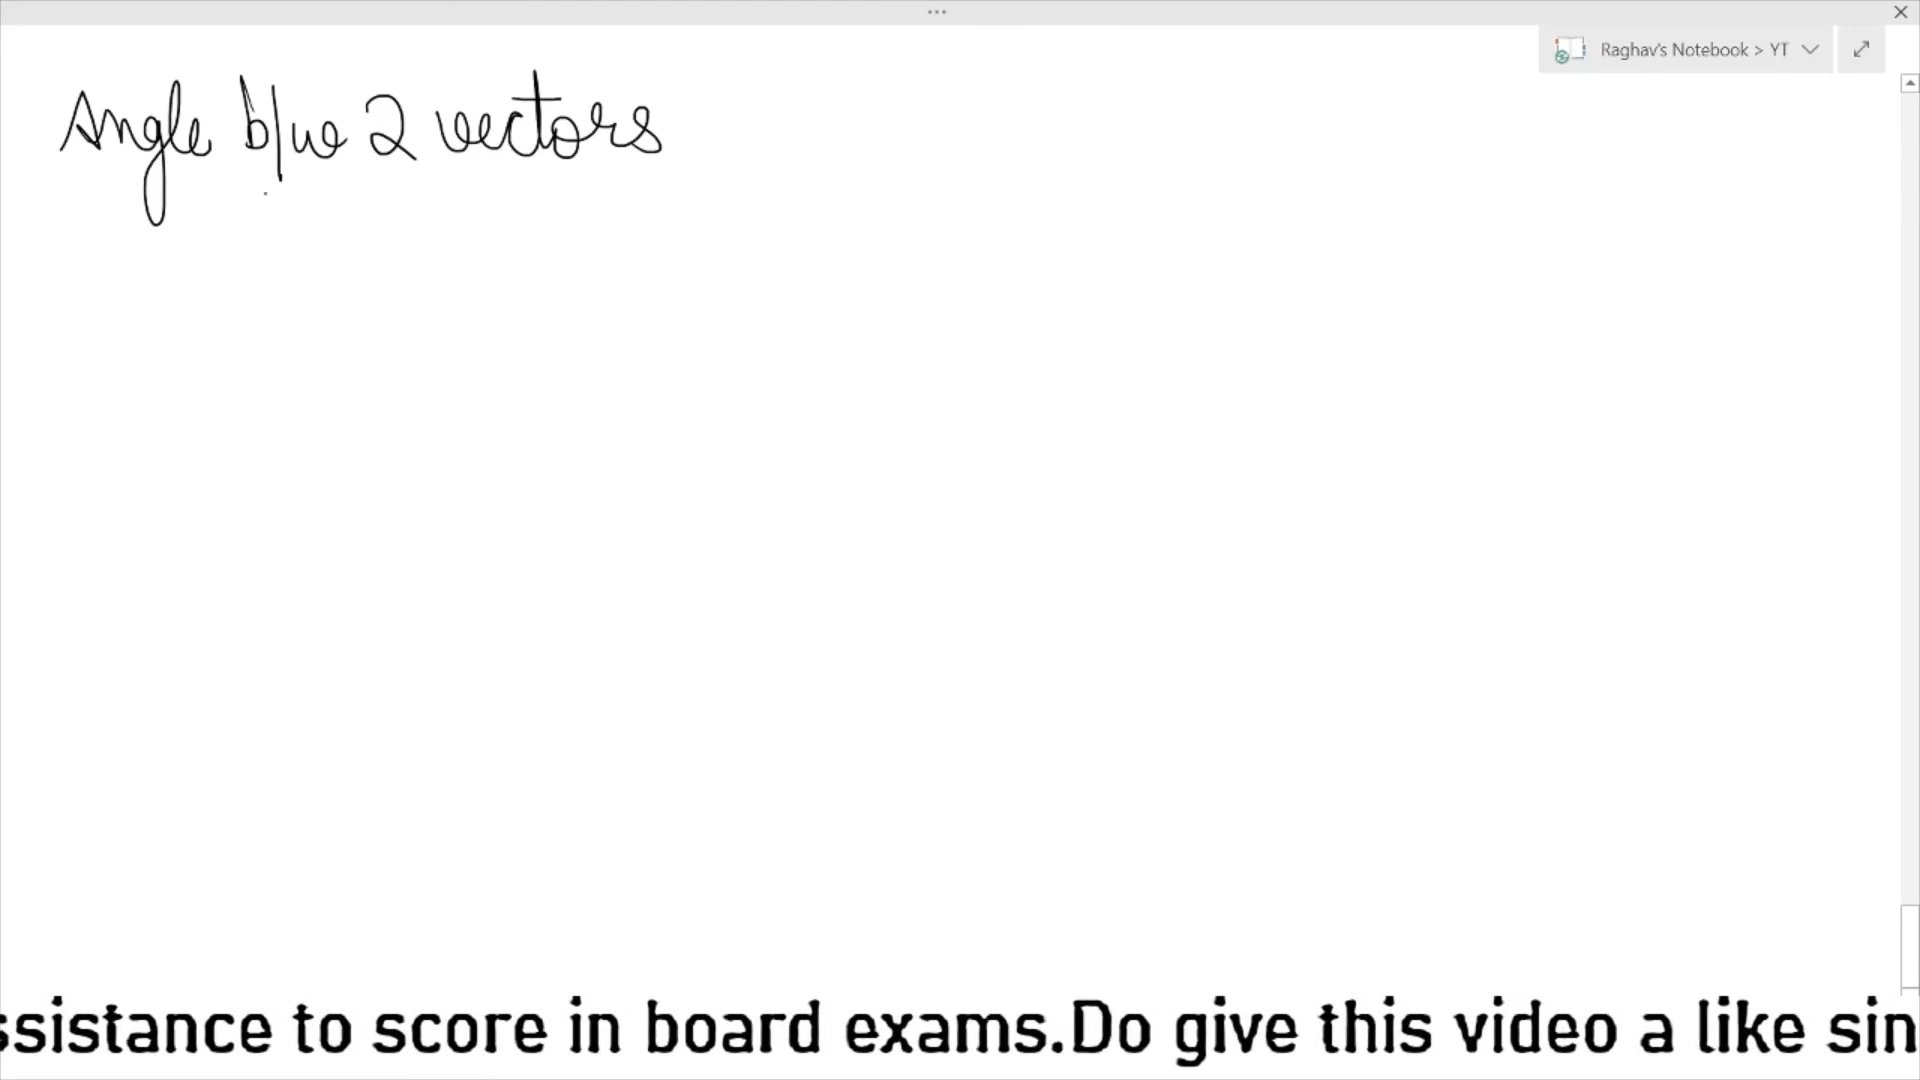 Raghav's Notebook > YT
Angle b/w 2 vectors
ssistance to score in board exams.Do give this video a like sin